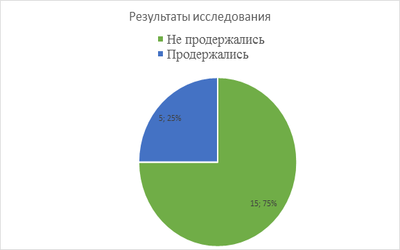 Результаты исследования
Не продержались
Продержались
5; 25%
15; 75%